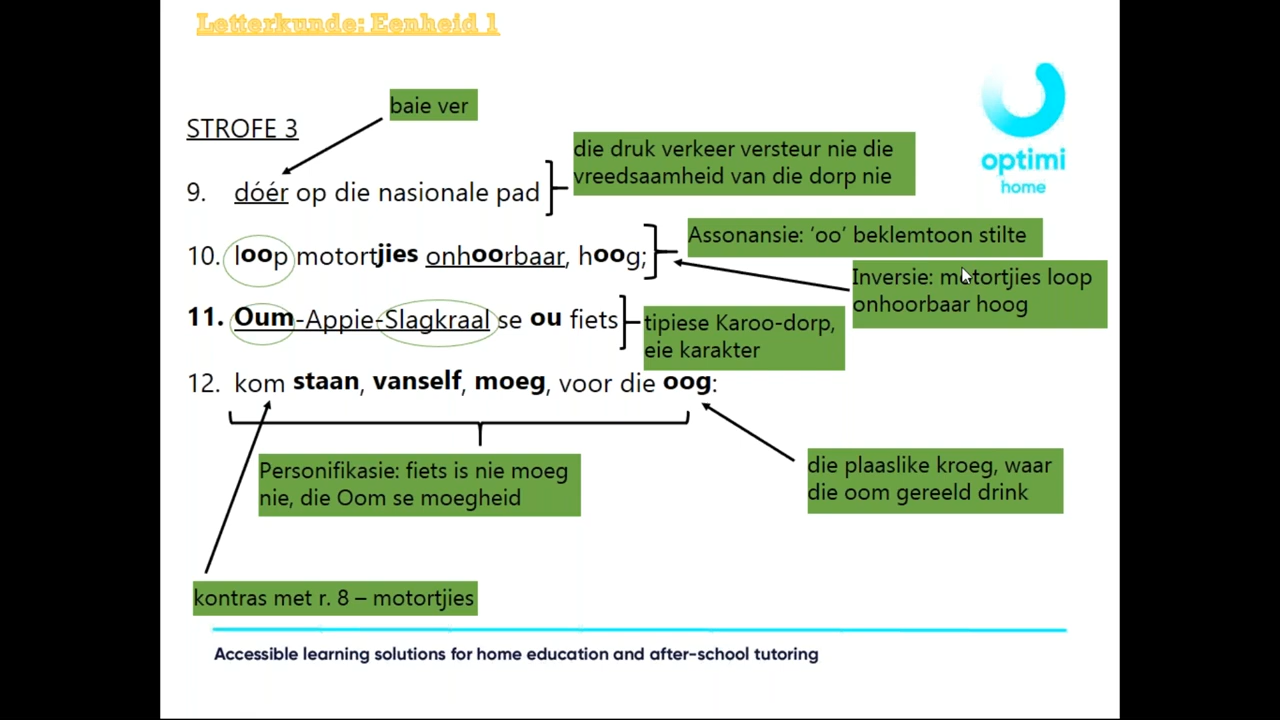 Letterkunde: Eenheid 1
baie ver
STROFE 3
die druk verkeer versteur nie die
vreedsaamheid van die dorp nie
optimi
home
9. dóér op die nasionale pad
10. loop motortjies onhoorbaar, hoog;
Assonansie: ‘oo’ beklemtoon stilte
Inversie: motortjies loop
onhoorbaar hoog
11. Oum-Appie-Slagkraal se ou fiets
tipiese Karoo-dorp,
eie karakter
12. kom staan, vanself, moeg, voor die oog:
Personifikasie: fiets is nie moeg
nie, die Oom se moegheid
die plaaslike kroeg, waar
die oom gereeld drink
kontras met r. 8 – motortjies
Accessible learning solutions for home education and after-school tutoring